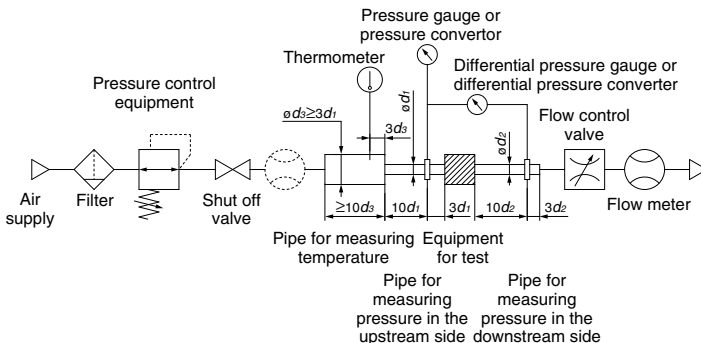 Pressure gauge or
pressure convertor
Thermometer
Differential pressure gauge or
differential pressure converter
Pressure control
equipment
ød3≥3d1
3d3
ød1
ød2
Flow control
valve
Air
supply
Filter
Shut off
valve
≥10d3
10d1
3d1
10d2
3d2
Flow meter
Pipe for measuring
temperature
Equipment
for test
Pipe for
measuring
pressure in the
upstream side
Pipe for
measuring
pressure in the
downstream side